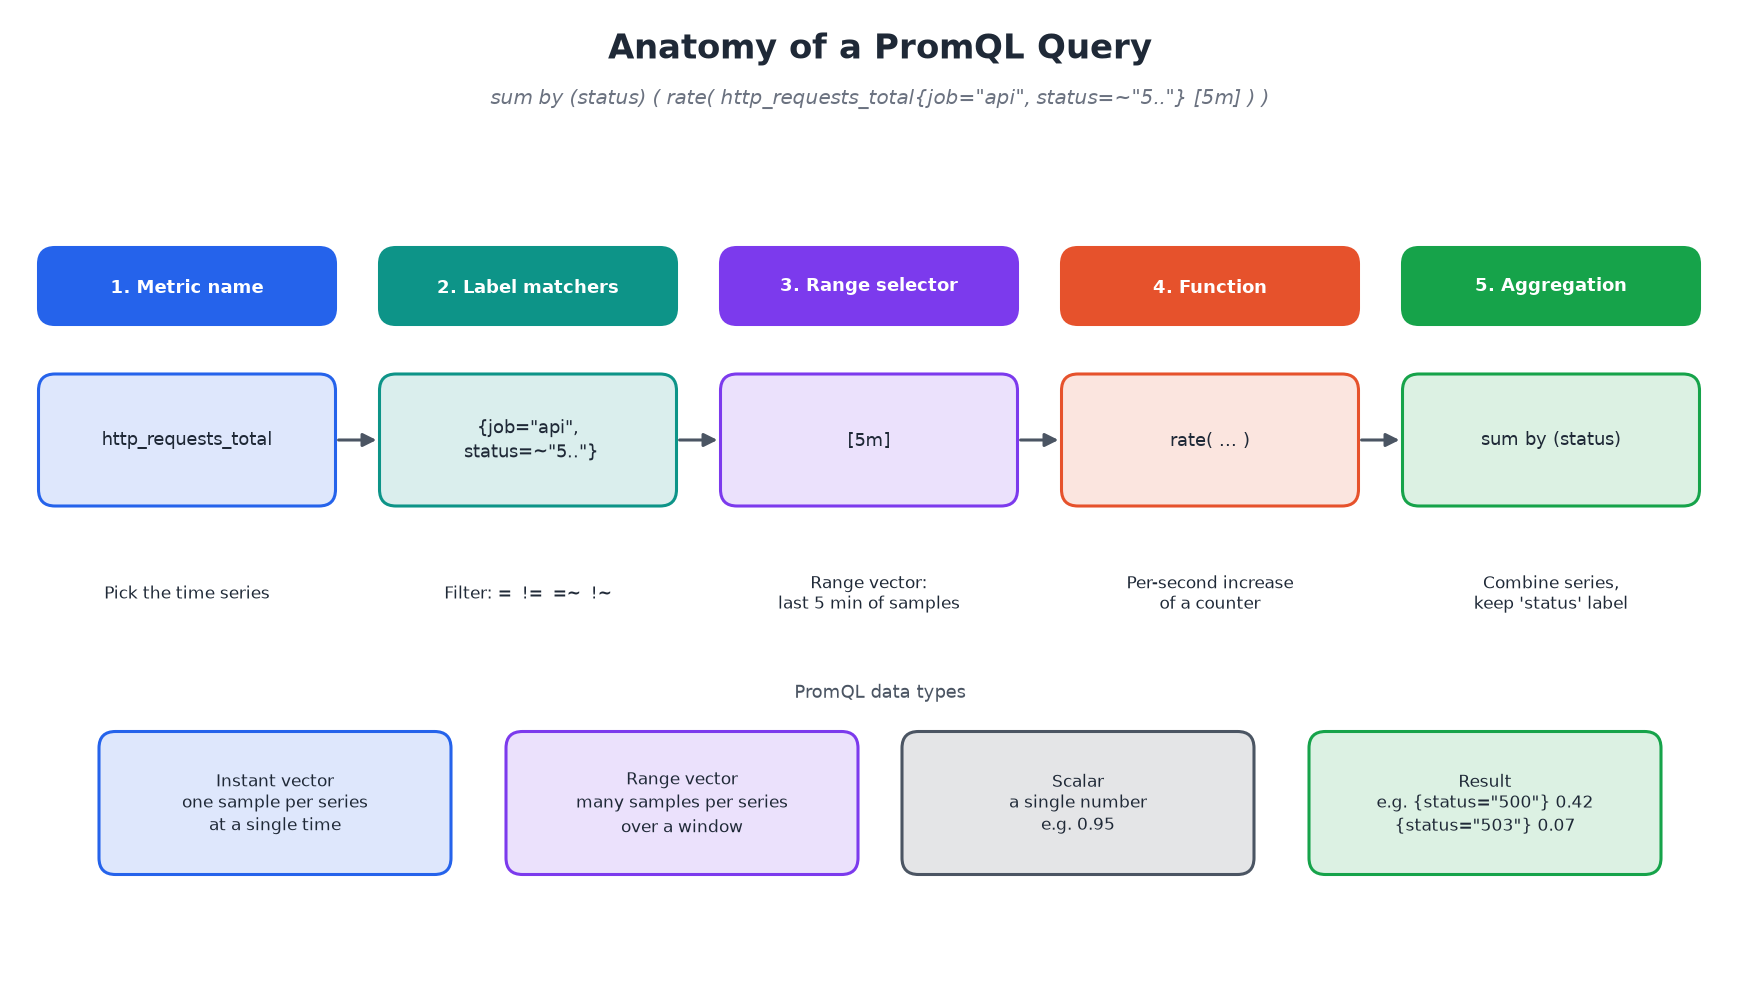 Anatomy of a PromQL Query
sum by (status) ( rate( http_requests_total{job="api", status=~"5.."} [5m] ) )
1. Metric name
2. Label matchers
3. Range selector
4. Function
5. Aggregation
http_requests_total
{job="api",
status=~"5.."}
[5m]
rate( … )
sum by (status)
Pick the time series
Filter: = != =~ !~
Range vector:
last 5 min of samples
Per-second increase
of a counter
Combine series,
keep 'status' label
PromQL data types
Instant vector
one sample per series
at a single time
Range vector
many samples per series
over a window
Scalar
a single number
e.g. 0.95
Result
e.g. {status="500"} 0.42
{status="503"} 0.07